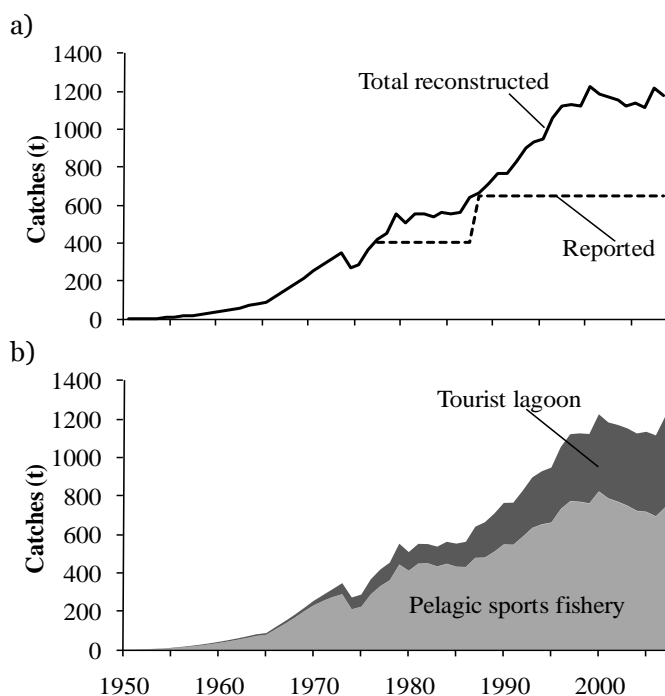 a)
1400
1200
1000
800
600
400
200
0
Catches (t)
Total reconstructed
Reported
b)
1400
1200
1000
800
600
400
200
0
Catches (t)
Tourist lagoon
Pelagic sports fishery
1950 1960 1970 1980 1990 2000